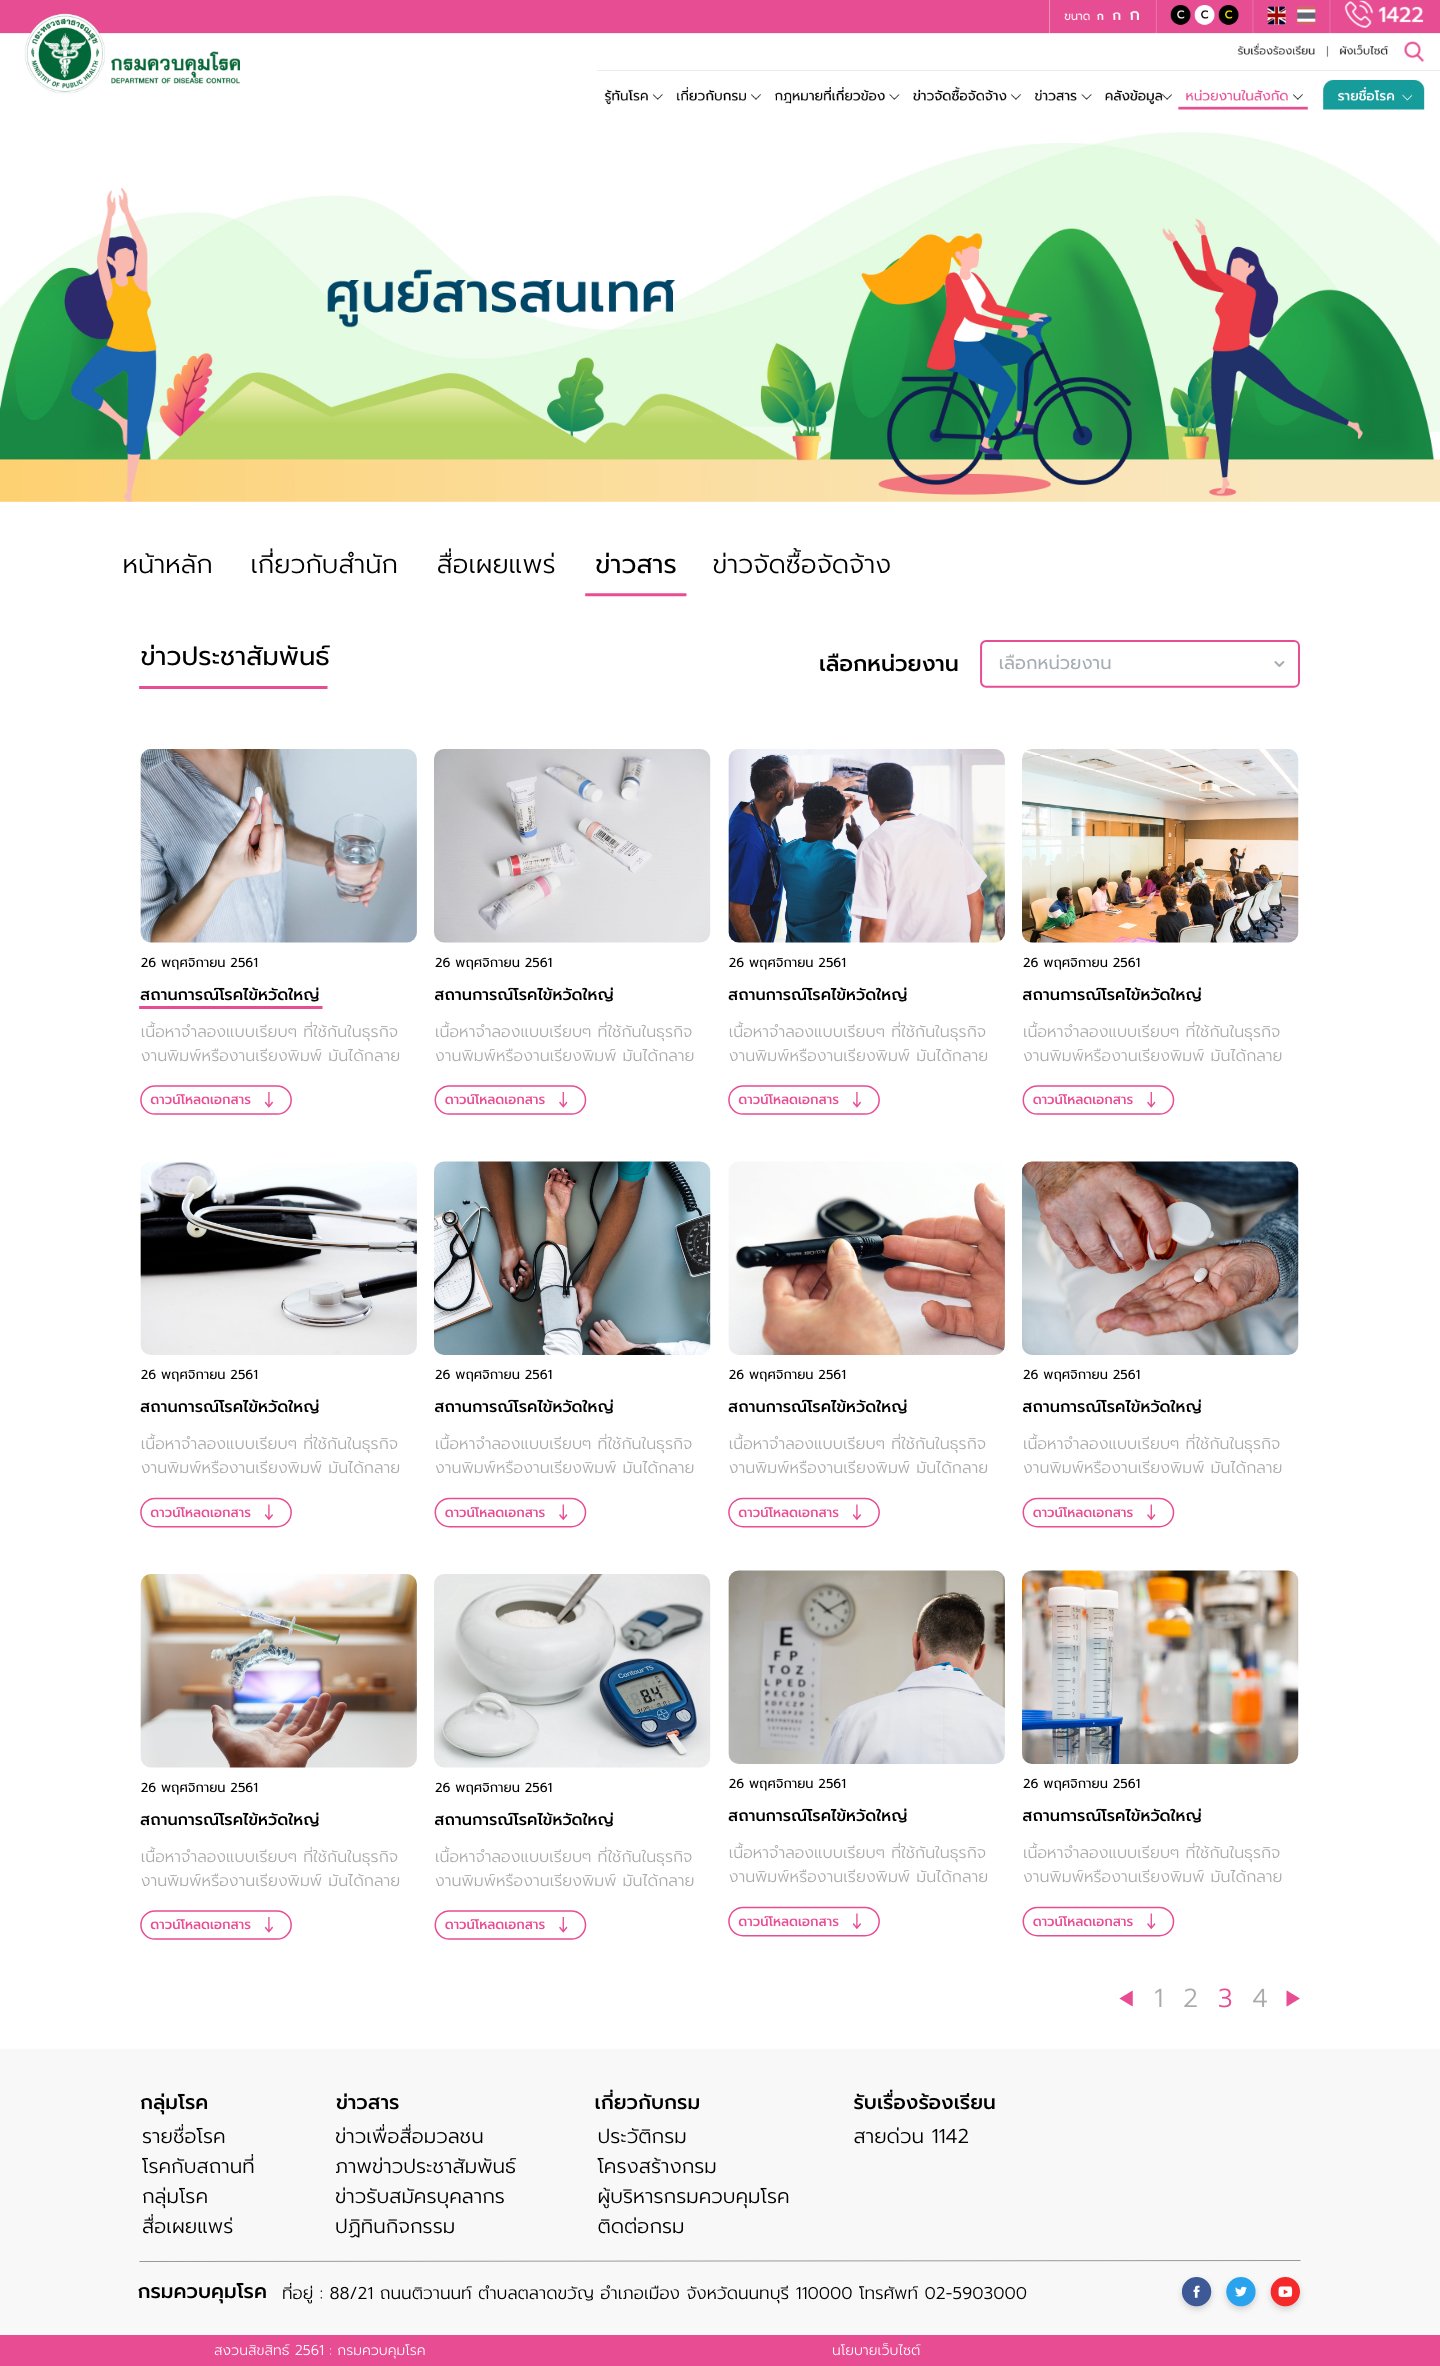 ขนาด ก ก ก C C C 1422
กระทรวงสาธารณสุข
MINISTRY OF PUBLIC HEALTH
กรมควบคุมโรค
DEPARTMENT OF DISEASE CONTROL
รับเรื่องร้องเรียน | ผังเว็บไซต์
รู้ทันโรค เกี่ยวกับกรม กฎหมายที่เกี่ยวข้อง ข่าวจัดซื้อจัดจ้าง ข่าวสาร คลังข้อมูล หน่วยงานในสังกัด รายชื่อโรค
ศูนย์สารสนเทศ
หน้าหลัก เกี่ยวกับสำนัก สื่อเผยแพร่ ข่าวสาร ข่าวจัดซื้อจัดจ้าง
ข่าวประชาสัมพันธ์ เลือกหน่วยงาน เลือกหน่วยงาน
26 พฤศจิกายน 2561 26 พฤศจิกายน 2561 26 พฤศจิกายน 2561 26 พฤศจิกายน 2561
สถานการณ์โรคไข้หวัดใหญ่ สถานการณ์โรคไข้หวัดใหญ่ สถานการณ์โรคไข้หวัดใหญ่ สถานการณ์โรคไข้หวัดใหญ่
เนื้อหาจำลองแบบเรียบๆ ที่ใช้กันในธุรกิจ เนื้อหาจำลองแบบเรียบๆ ที่ใช้กันในธุรกิจ เนื้อหาจำลองแบบเรียบๆ ที่ใช้กันในธุรกิจ เนื้อหาจำลองแบบเรียบๆ ที่ใช้กันในธุรกิจ
งานพิมพ์หรืองานเรียงพิมพ์ มันได้กลาย งานพิมพ์หรืองานเรียงพิมพ์ มันได้กลาย งานพิมพ์หรืองานเรียงพิมพ์ มันได้กลาย งานพิมพ์หรืองานเรียงพิมพ์ มันได้กลาย
ดาวน์โหลดเอกสาร ดาวน์โหลดเอกสาร ดาวน์โหลดเอกสาร ดาวน์โหลดเอกสาร
26 พฤศจิกายน 2561 26 พฤศจิกายน 2561 26 พฤศจิกายน 2561 26 พฤศจิกายน 2561
สถานการณ์โรคไข้หวัดใหญ่ สถานการณ์โรคไข้หวัดใหญ่ สถานการณ์โรคไข้หวัดใหญ่ สถานการณ์โรคไข้หวัดใหญ่
เนื้อหาจำลองแบบเรียบๆ ที่ใช้กันในธุรกิจ เนื้อหาจำลองแบบเรียบๆ ที่ใช้กันในธุรกิจ เนื้อหาจำลองแบบเรียบๆ ที่ใช้กันในธุรกิจ เนื้อหาจำลองแบบเรียบๆ ที่ใช้กันในธุรกิจ
งานพิมพ์หรืองานเรียงพิมพ์ มันได้กลาย งานพิมพ์หรืองานเรียงพิมพ์ มันได้กลาย งานพิมพ์หรืองานเรียงพิมพ์ มันได้กลาย งานพิมพ์หรืองานเรียงพิมพ์ มันได้กลาย
ดาวน์โหลดเอกสาร ดาวน์โหลดเอกสาร ดาวน์โหลดเอกสาร ดาวน์โหลดเอกสาร
Contour TS
8.4
E
F P
T O Z
L P E D
P E C F D
E D F C Z P
26 พฤศจิกายน 2561 26 พฤศจิกายน 2561 26 พฤศจิกายน 2561 26 พฤศจิกายน 2561
สถานการณ์โรคไข้หวัดใหญ่ สถานการณ์โรคไข้หวัดใหญ่ สถานการณ์โรคไข้หวัดใหญ่ สถานการณ์โรคไข้หวัดใหญ่
เนื้อหาจำลองแบบเรียบๆ ที่ใช้กันในธุรกิจ เนื้อหาจำลองแบบเรียบๆ ที่ใช้กันในธุรกิจ เนื้อหาจำลองแบบเรียบๆ ที่ใช้กันในธุรกิจ เนื้อหาจำลองแบบเรียบๆ ที่ใช้กันในธุรกิจ
งานพิมพ์หรืองานเรียงพิมพ์ มันได้กลาย งานพิมพ์หรืองานเรียงพิมพ์ มันได้กลาย งานพิมพ์หรืองานเรียงพิมพ์ มันได้กลาย งานพิมพ์หรืองานเรียงพิมพ์ มันได้กลาย
ดาวน์โหลดเอกสาร ดาวน์โหลดเอกสาร ดาวน์โหลดเอกสาร ดาวน์โหลดเอกสาร
1 2 3 4
กลุ่มโรค ข่าวสาร เกี่ยวกับกรม รับเรื่องร้องเรียน
รายชื่อโรค ข่าวเพื่อสื่อมวลชน ประวัติกรม สายด่วน 1142
โรคกับสถานที่ ภาพข่าวประชาสัมพันธ์ โครงสร้างกรม
กลุ่มโรค ข่าวรับสมัครบุคลากร ผู้บริหารกรมควบคุมโรค
สื่อเผยแพร่ ปฏิทินกิจกรรม ติดต่อกรม
กรมควบคุมโรค ที่อยู่ : 88/21 ถนนติวานนท์ ตำบลตลาดขวัญ อำเภอเมือง จังหวัดนนทบุรี 110000 โทรศัพท์ 02-5903000
สงวนสิขสิทธ์ 2561 : กรมควบคุมโรค นโยบายเว็บไซต์